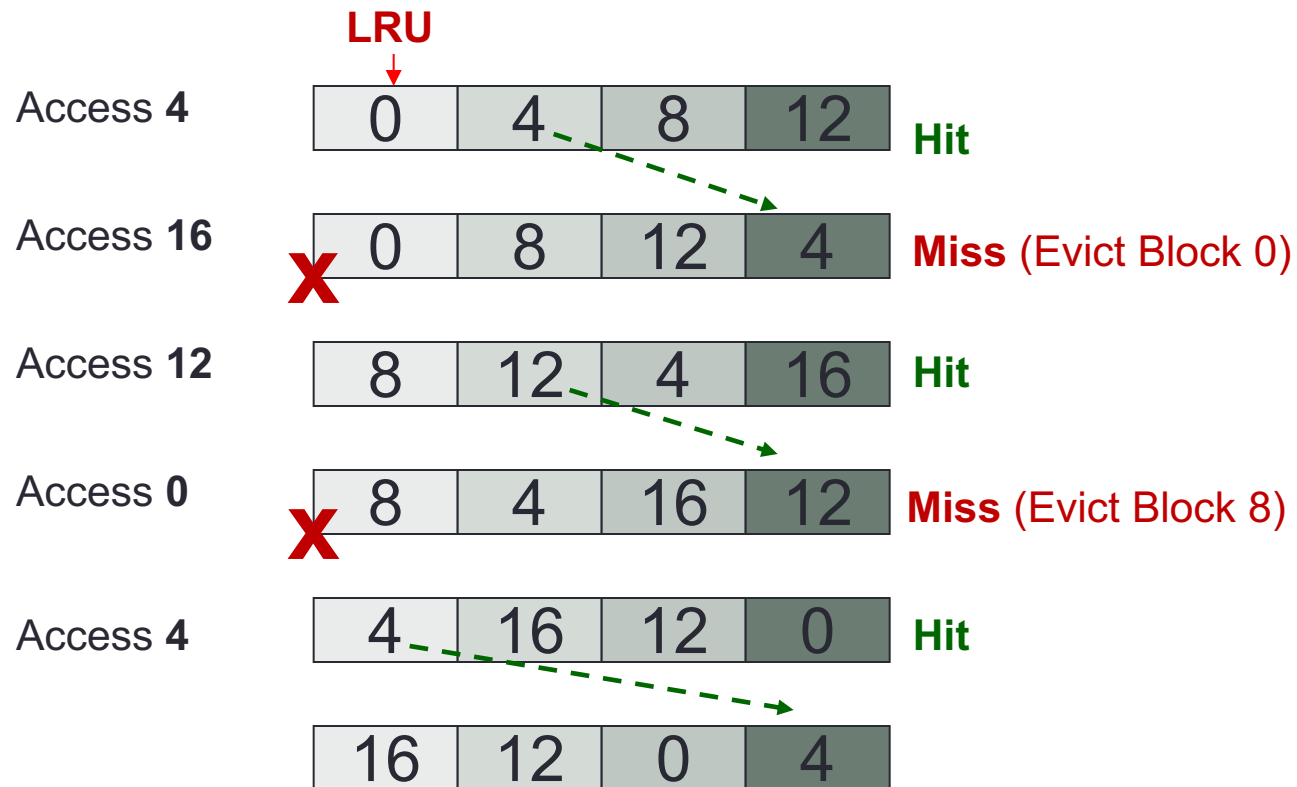 LRU
Access 4
0 4 8 12
Hit
Access 16
0 8 12 4
Miss (Evict Block 0)
X
Access 12
8 12 4 16
Hit
Access 0
8 4 16 12
Miss (Evict Block 8)
X
Access 4
4 16 12 0
Hit
16 12 0 4